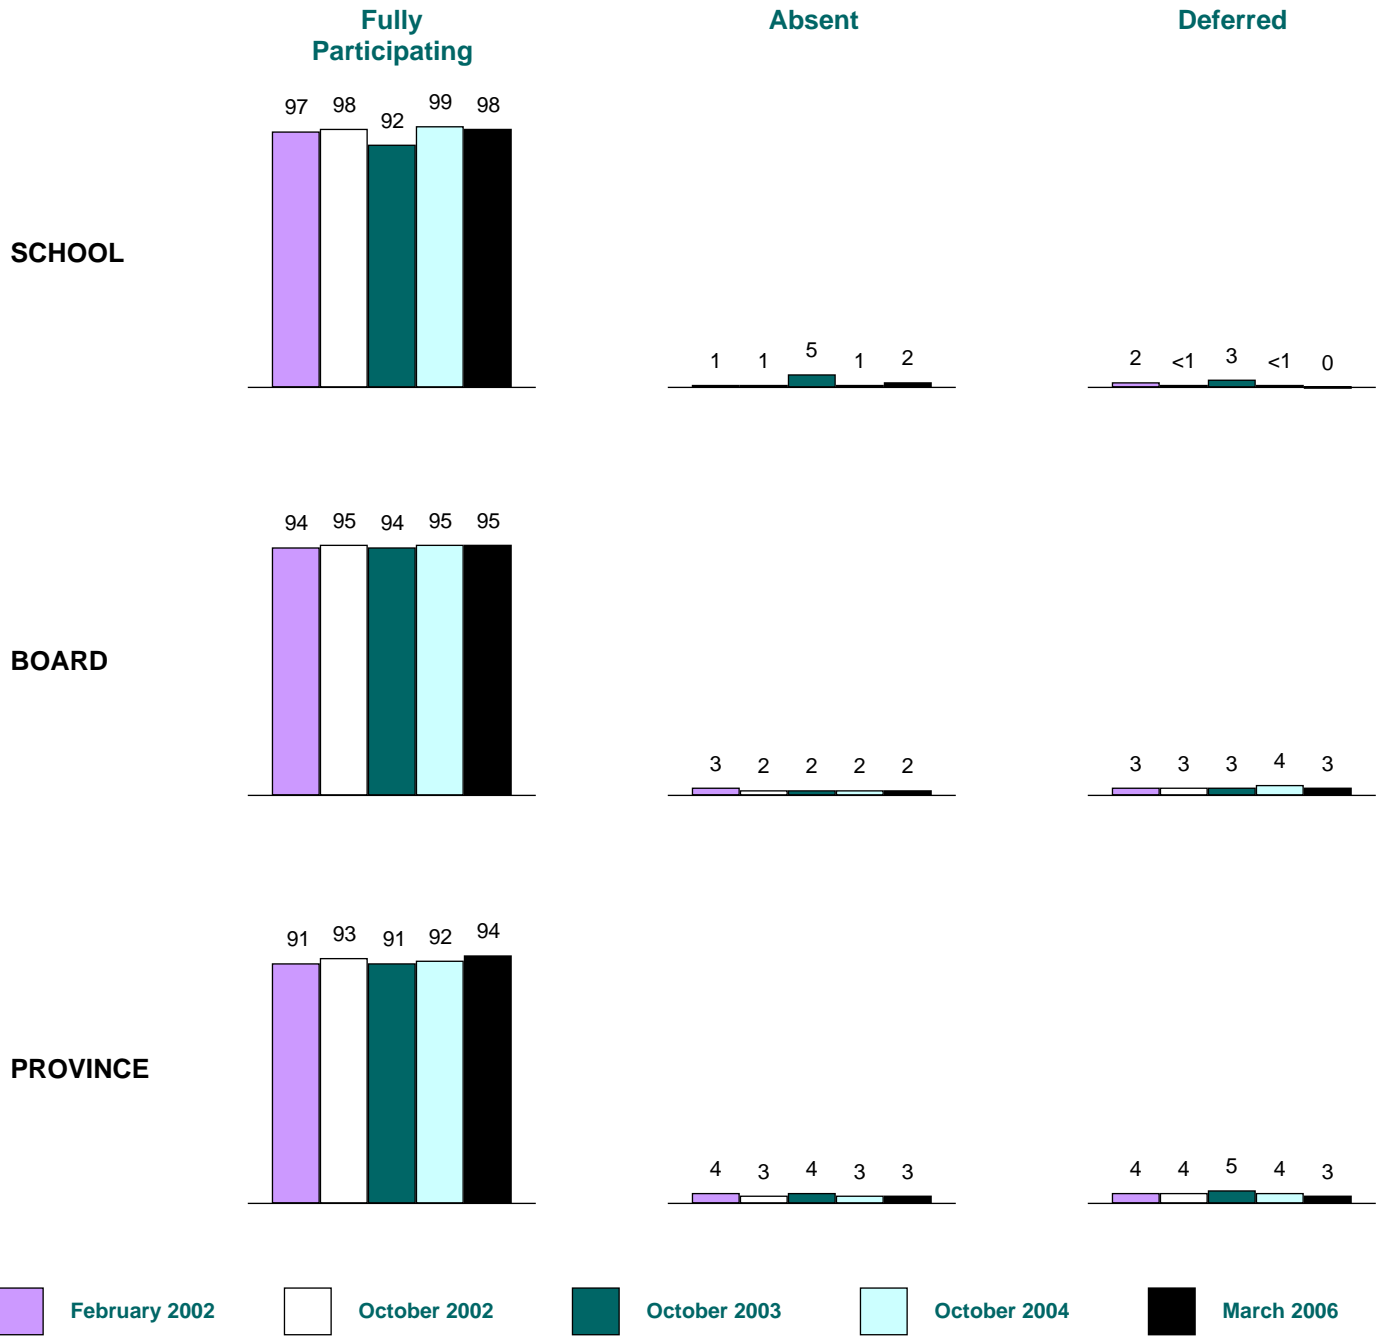 Fully
Participating
Absent
Deferred
SCHOOL
97 98 92 99 98
1 1 5 1 2
2 <1 3 <1 0
BOARD
94 95 94 95 95
3 2 2 2 2
3 3 3 4 3
PROVINCE
91 93 91 92 94
4 3 4 3 3
4 4 5 4 3
February 2002
October 2002
October 2003
October 2004
March 2006